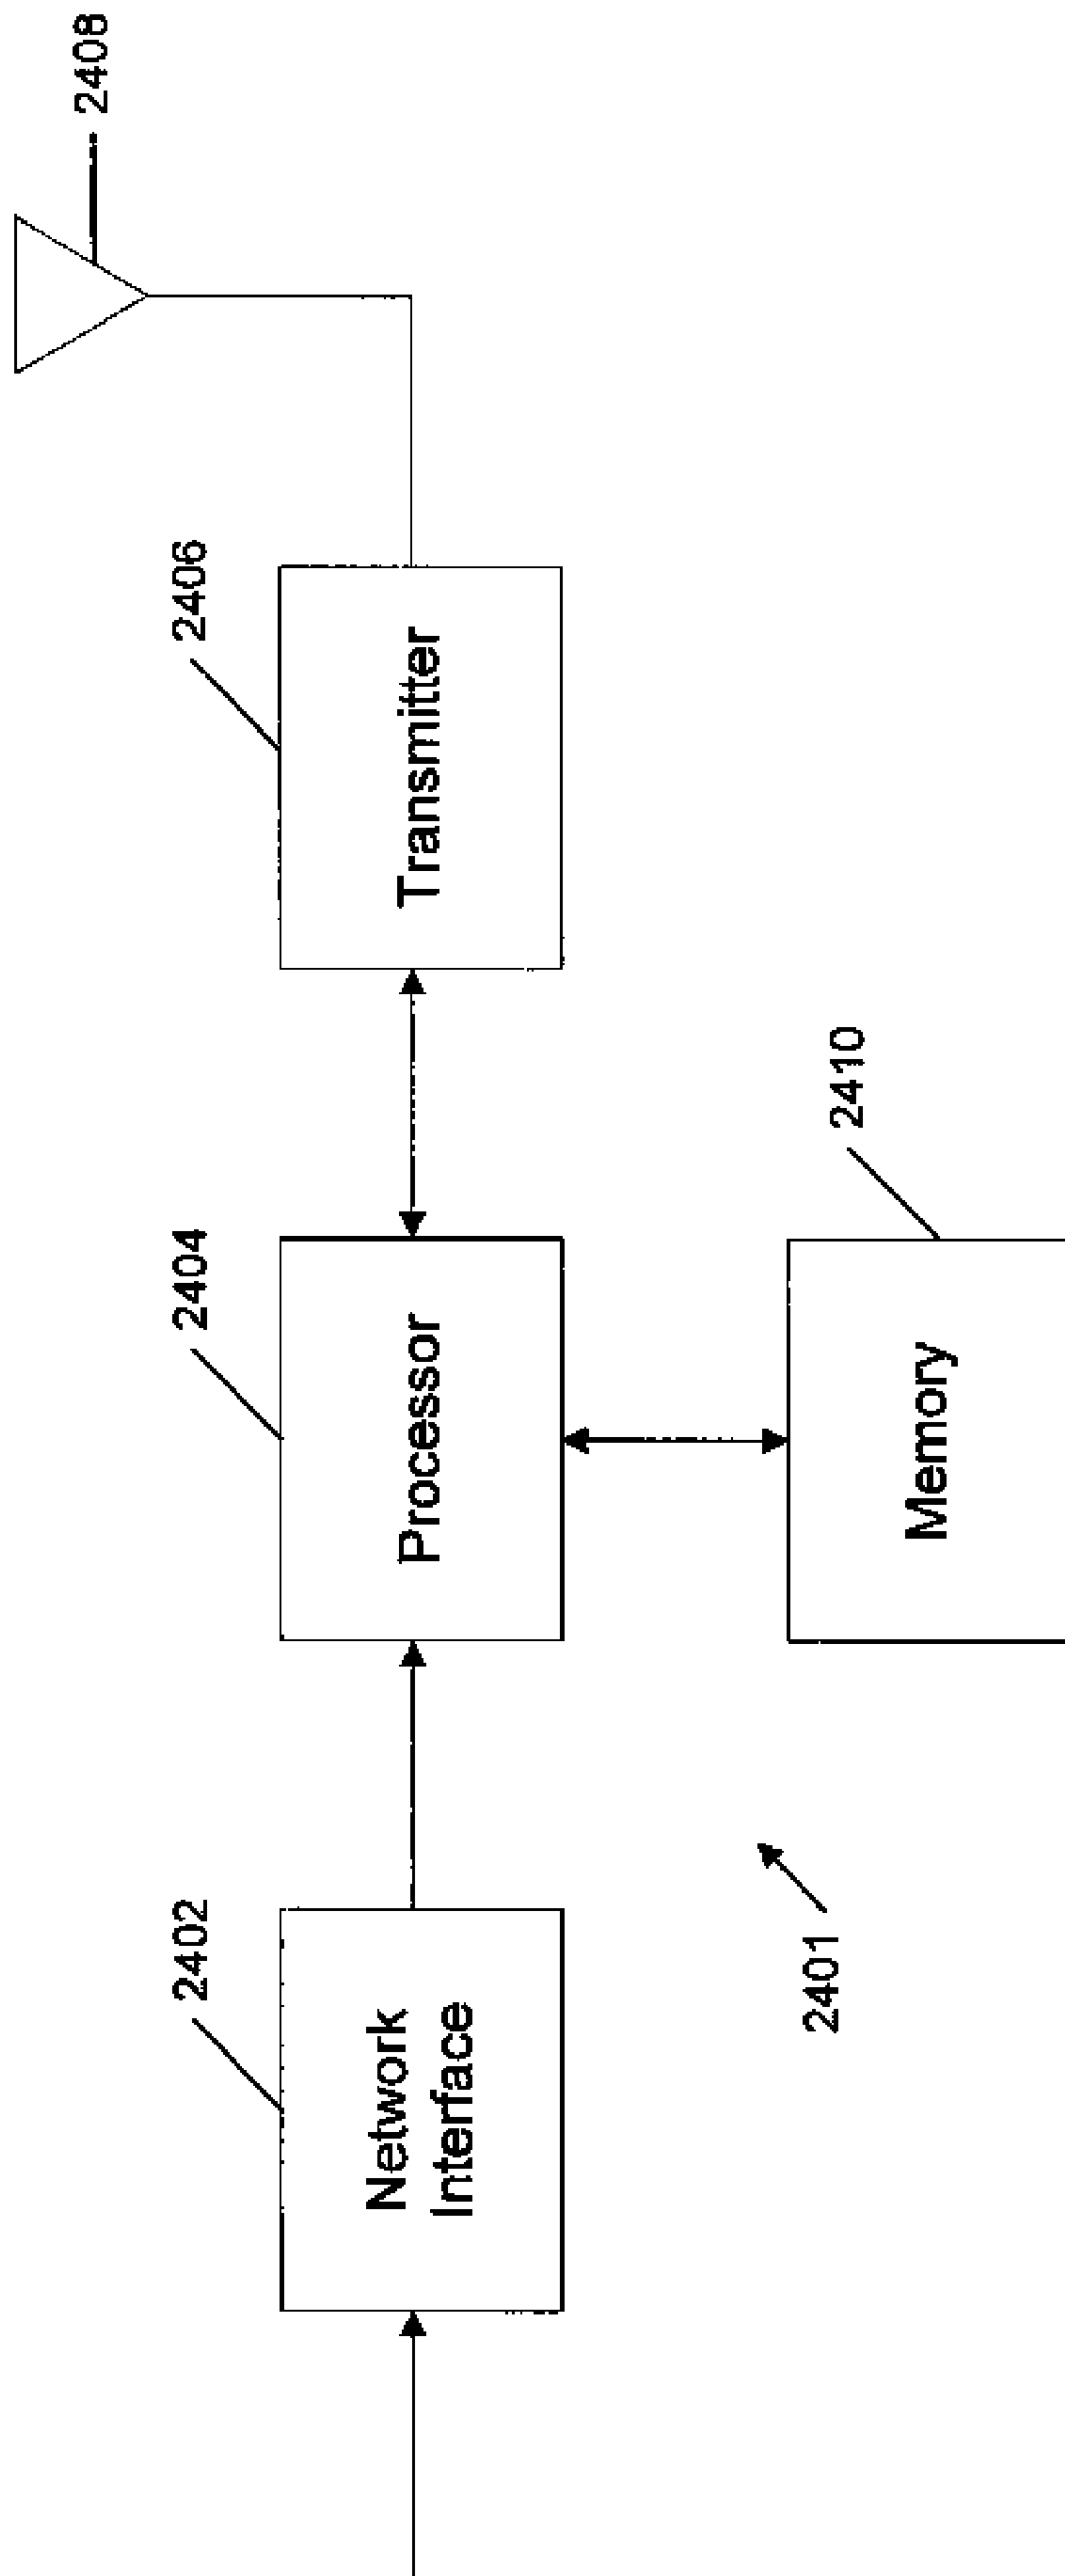 2408
2406
2404
2402
Transmitter
Processor
Network
Interface
2410
Memory
2401